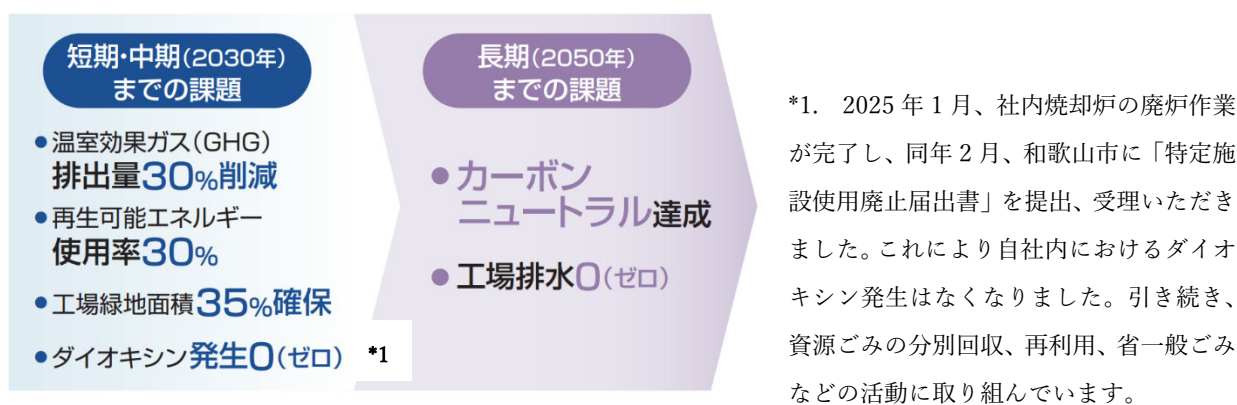 短期・中期(2030年)
までの課題
●温室効果ガス(GHG)
排出量30%削減
●再生可能エネルギー
使用率30%
●工場緑地面積35%確保
●ダイオキシン発生0(ゼロ) *1
長期(2050年)
までの課題
●カーボン
ニュートラル達成
●工場排水0(ゼロ)
*1. 2025年1月、社内焼却炉の廃炉作業
が完了し、同年2月、和歌山市に「特定施
設使用廃止届出書」を提出、受理いただき
ました。これにより自社内におけるダイオ
キシン発生はなくなりました。引き続き、
資源ごみの分別回収、再利用、省一般ごみ
などの活動に取り組んでいます。